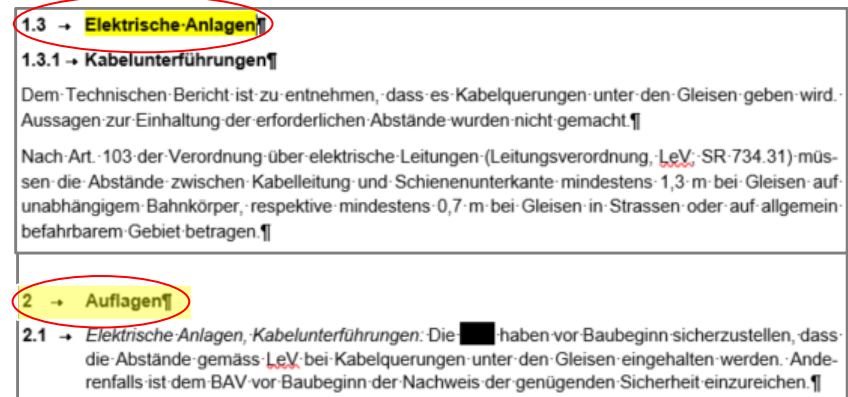 1.3 → Elektrische·Anlagen¶
1.3.1→Kabelunterführungen¶
Dem·Technischen·Bericht·ist·zu·entnehmen,·dass·es·Kabelquerungen·unter·den·Gleisen·geben·wird.·
Aussagen·zur·Einhaltung·der·erforderlichen·Abstände·wurden·nicht·gemacht.¶
Nach·Art.·103·der·Verordnung·über·elektrische·Leitungen·(Leitungsverordnung,·LeV;·SR·734.31)·müs-
sen·die·Abstände·zwischen·Kabelleitung·und·Schienenunterkante·mindestens·1,3·m·bei·Gleisen·auf·
unabhängigem·Bahnkörper,·respektive·mindestens·0,7·m·bei·Gleisen·in·Strassen·oder·auf·allgemein·
befahrbarem·Gebiet·betragen.¶
2 → Auflagen¶
2.1 → Elektrische·Anlagen,·Kabelunterführungen:·Die·haben·vor·Baubeginn·sicherzustellen,·dass·
die·Abstände·gemäss·LeV·bei·Kabelquerungen·unter·den·Gleisen·eingehalten·werden.·Ande-
renfalls·ist·dem·BAV·vor·Baubeginn·der·Nachweis·der·genügenden·Sicherheit·einzureichen.¶